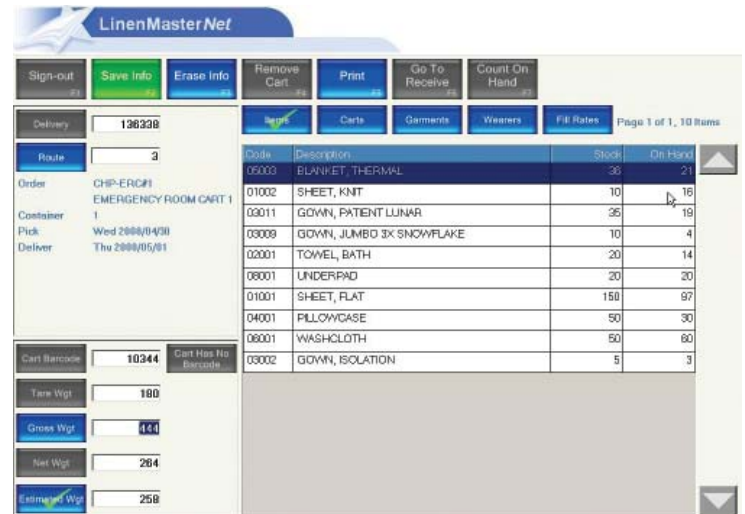 LinenMasterNet
Sign-out F1
Save Info F2
Erase Info F3
Remove Cart
Print F5
Go To Receive F6
Count On Hand F7
Delivery 136338
Items Carts Garments Wearers Fill Rates Page 1 of 1, 10 Items
Route 3
Order CHP-ERC#1
EMERGENCY ROOM CART 1
Container 1
Pick Wed 2008/04/30
Deliver Thu 2008/05/01
Code Description Stock On Hand
05003 BLANKET, THERMAL 36 21
01002 SHEET, KNIT 10 16
03011 GOWN, PATIENT LUNAR 35 19
03009 GOWN, JUMBO 3X SNOWFLAKE 10 4
02001 TOWEL, BATH 20 14
08001 UNDERPAD 20 20
01001 SHEET, FLAT 150 97
04001 PILLOWCASE 50 30
06001 WASHCLOTH 50 60
03002 GOWN, ISOLATION 5 3
Cart Barcode 10344 Cart Has No Barcode
Tare Wgt 180
Gross Wgt 444
Net Wgt 264
Estimated Wgt 258